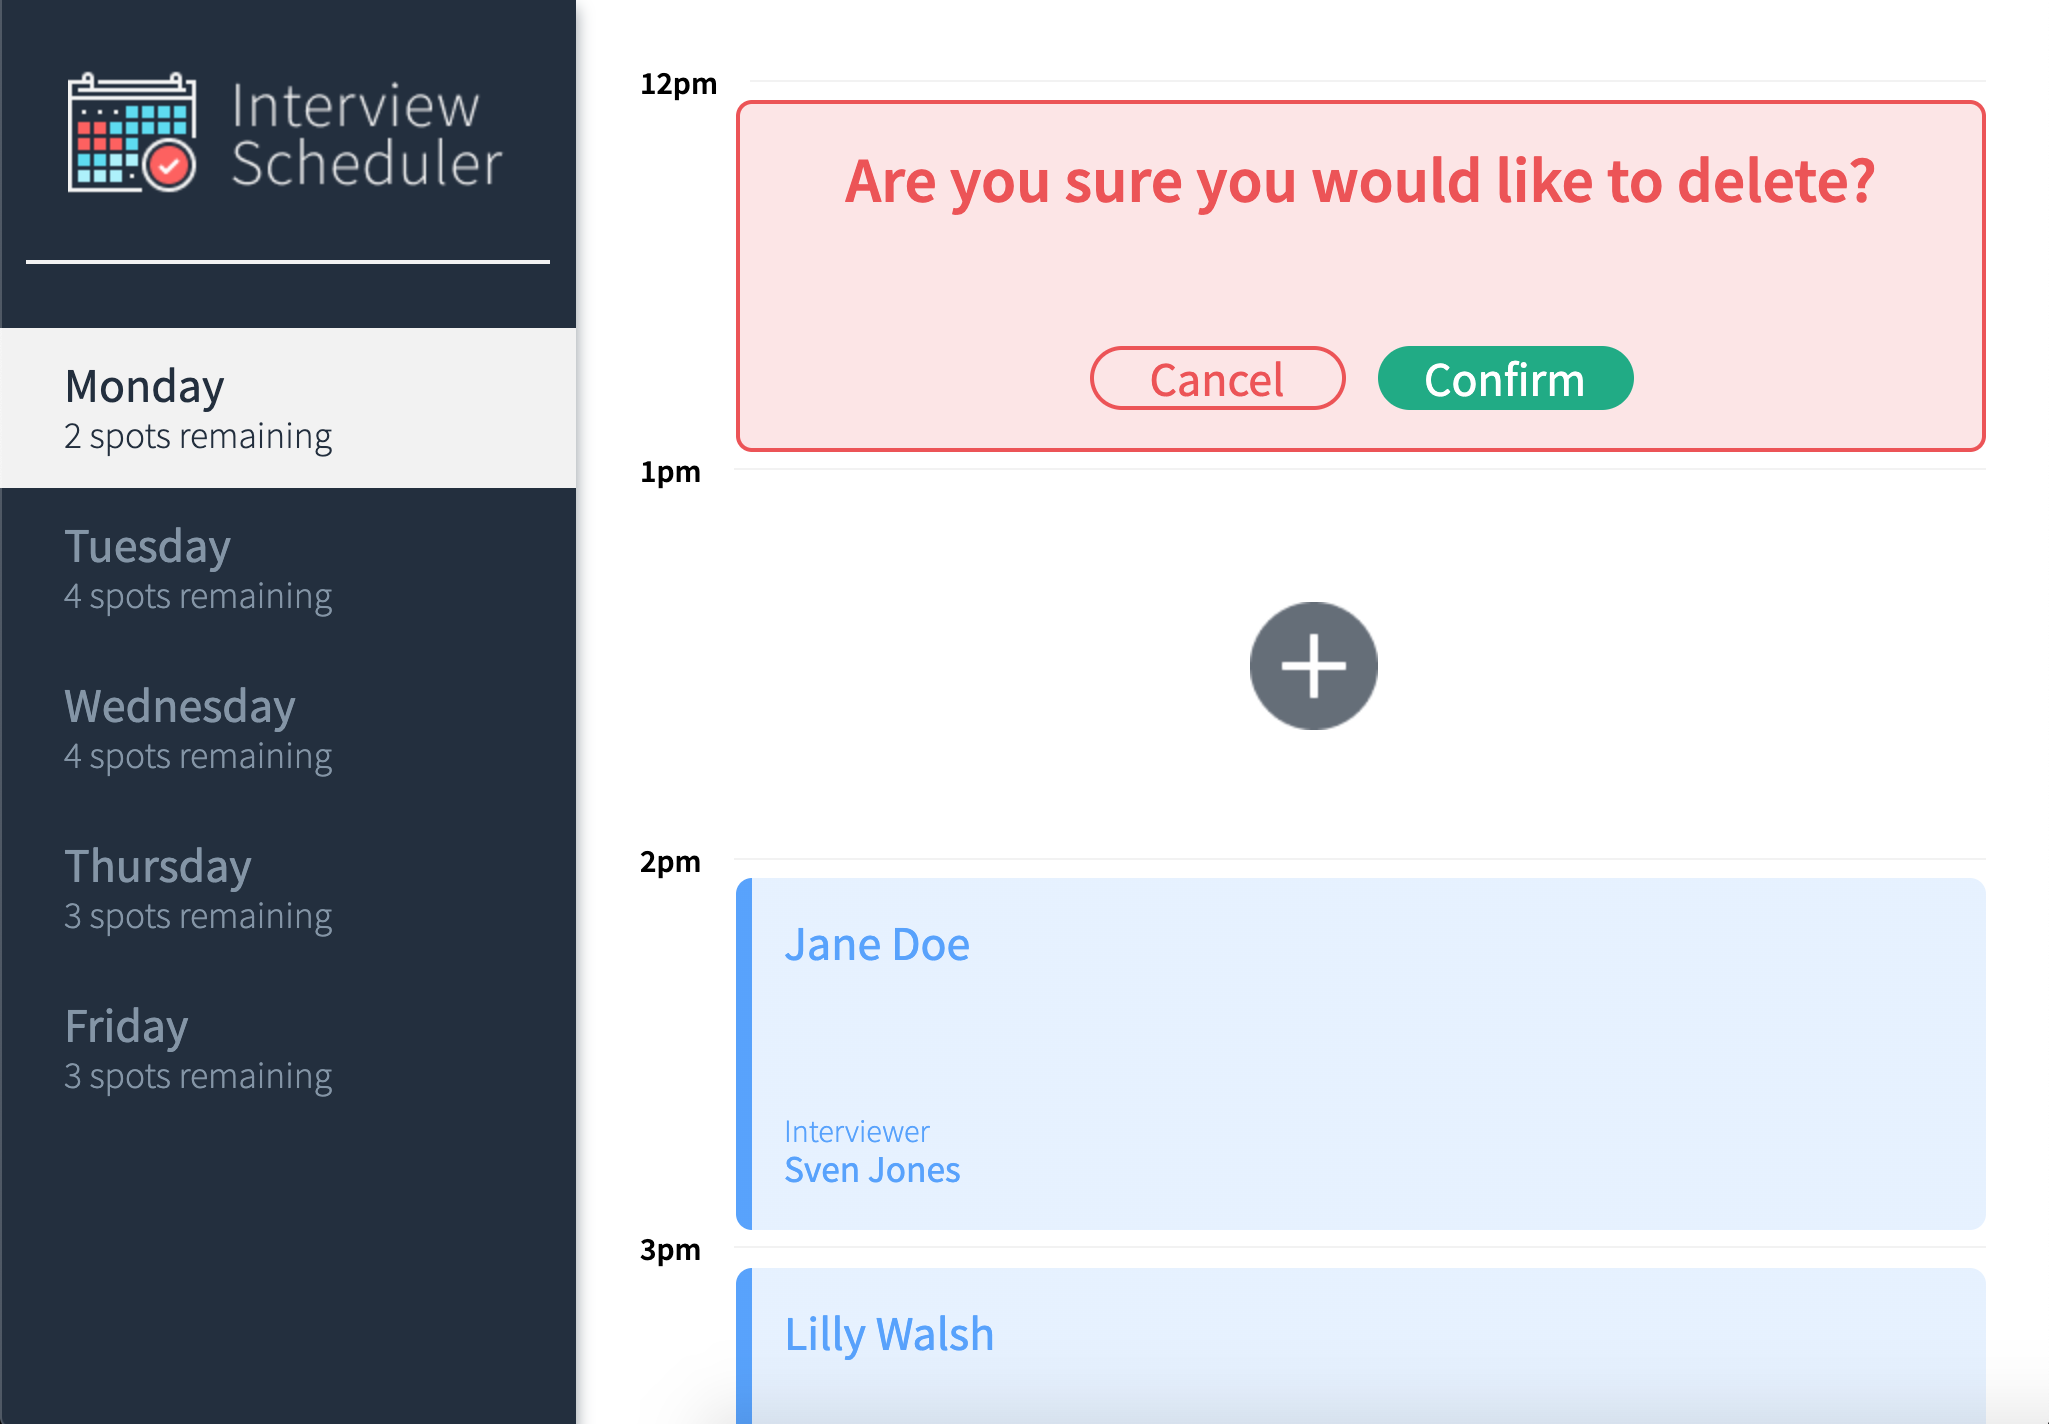 Interview
Scheduler
Monday
2 spots remaining
Tuesday
4 spots remaining
Wednesday
4 spots remaining
Thursday
3 spots remaining
Friday
3 spots remaining
12pm
Are you sure you would like to delete?
Cancel
Confirm
1pm
2pm
Jane Doe
Interviewer
Sven Jones
3pm
Lilly Walsh